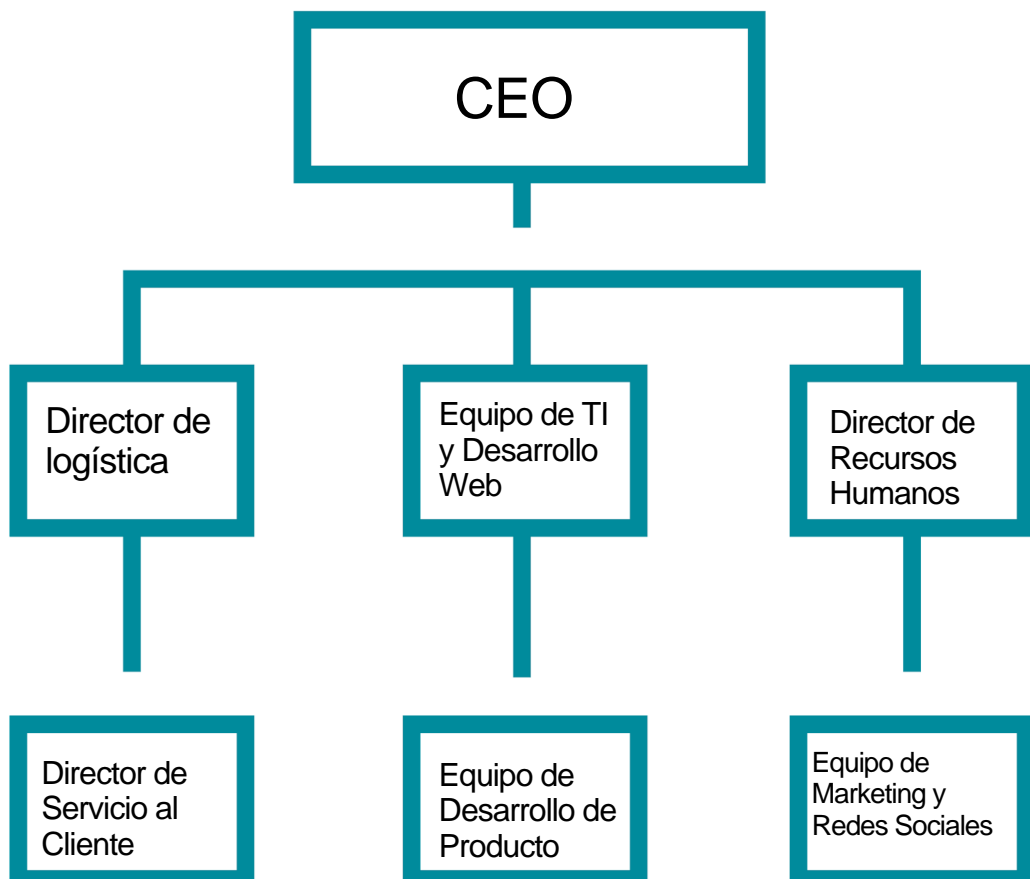 CEO
Director de
logística
Equipo de TI
y Desarrollo
Web
Director de
Recursos
Humanos
Director de
Servicio al
Cliente
Equipo de
Desarrollo de
Producto
Equipo de
Marketing y
Redes Sociales